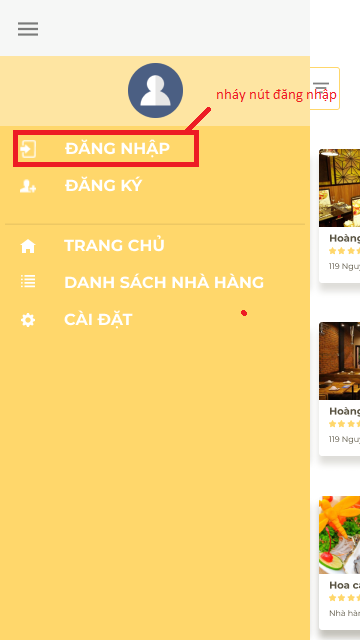 nháy nút đăng nhập
ĐĂNG NHẬP
ĐĂNG KÝ
TRANG CHỦ
DANH SÁCH NHÀ HÀNG
CÀI ĐẶT
Hoàng
119 Nguy
Hoàng
119 Nguy
Hoa cá
Nhà hàn